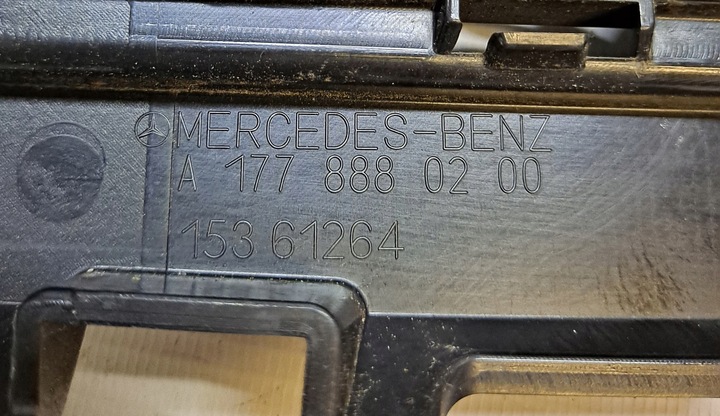 MERCEDES-BENZ
A 177 888 02 00
153 61264